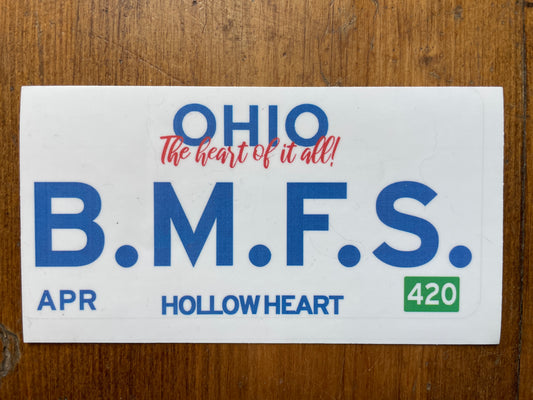 OHIO
The heart of it all!
B.M.F.S.
APR HOLLOW HEART 420